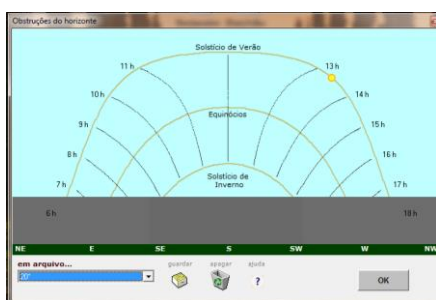 Obstruções do horizonte
Solstício de Verão
11 h
13 h
10 h
14 h
Equinócios
9 h
15 h
8 h
16 h
Solstício de
Inverno
7 h
17 h
6 h
18 h
NE
E
SE
S
SW
W
NW
em arquivo...
guardar
apagar
ajuda
20°
?
OK